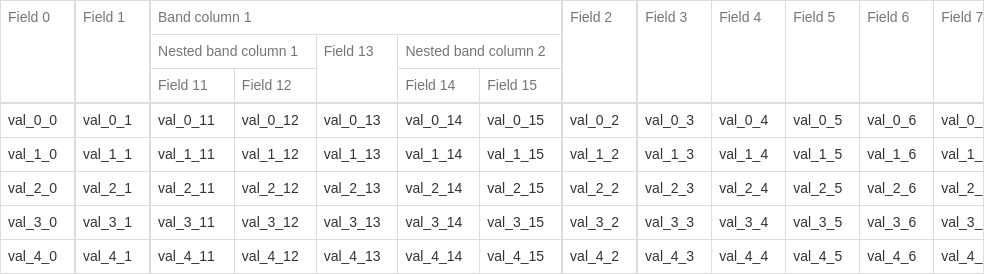 Field 0 Field 1 Band column 1 Field 2 Field 3 Field 4 Field 5 Field 6 Field 7
Nested band column 1 Field 13 Nested band column 2
Field 11 Field 12 Field 14 Field 15
val_0_0 val_0_1 val_0_11 val_0_12 val_0_13 val_0_14 val_0_15 val_0_2 val_0_3 val_0_4 val_0_5 val_0_6 val_0_
val_1_0 val_1_1 val_1_11 val_1_12 val_1_13 val_1_14 val_1_15 val_1_2 val_1_3 val_1_4 val_1_5 val_1_6 val_1_
val_2_0 val_2_1 val_2_11 val_2_12 val_2_13 val_2_14 val_2_15 val_2_2 val_2_3 val_2_4 val_2_5 val_2_6 val_2_
val_3_0 val_3_1 val_3_11 val_3_12 val_3_13 val_3_14 val_3_15 val_3_2 val_3_3 val_3_4 val_3_5 val_3_6 val_3_
val_4_0 val_4_1 val_4_11 val_4_12 val_4_13 val_4_14 val_4_15 val_4_2 val_4_3 val_4_4 val_4_5 val_4_6 val_4_